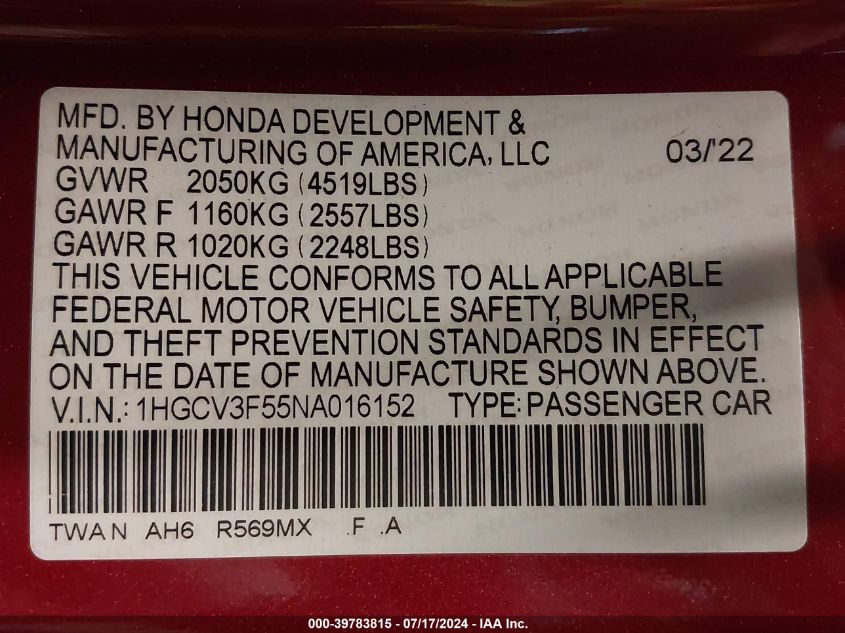 MFD. BY HONDA DEVELOPMENT &
MANUFACTURING OF AMERICA, LLC 03/'22
GVWR 2050KG (4519LBS)
GAWR F 1160KG (2557LBS)
GAWR R 1020KG (2248LBS)
THIS VEHICLE CONFORMS TO ALL APPLICABLE
FEDERAL MOTOR VEHICLE SAFETY, BUMPER,
AND THEFT PREVENTION STANDARDS IN EFFECT
ON THE DATE OF MANUFACTURE SHOWN ABOVE.
V.I.N.: 1HGCV3F55NA016152 TYPE: PASSENGER CAR
TWAN AH6 R569MX .F .A
000-39783815 - 07/17/2024 - IAA Inc.